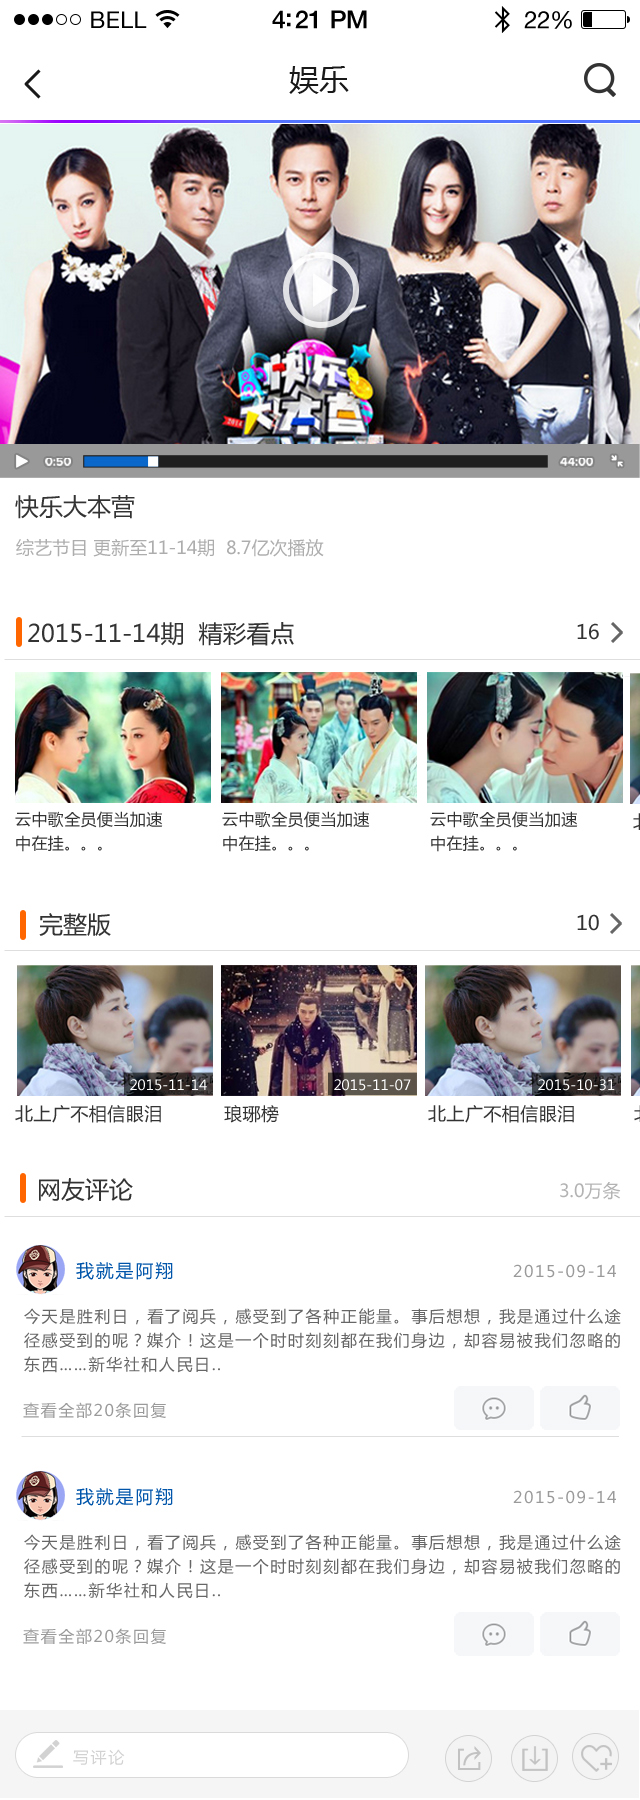 BELL 4:21 PM 22%
娱乐
快乐
大本营
0:50 44:00
快乐大本营
综艺节目 更新至11-14期 8.7亿次播放
2015-11-14期 精彩看点 16
云中歌全员便当加速
中在挂。。。
云中歌全员便当加速
中在挂。。。
云中歌全员便当加速
中在挂。。。
完整版 10
2015-11-14
北上广不相信眼泪
2015-11-07
琅琊榜
2015-10-31
北上广不相信眼泪
网友评论 3.0万条
我就是阿翔 2015-09-14
今天是胜利日，看了阅兵，感受到了各种正能量。事后想想，我是通过什么途
径感受到的呢？媒介！这是一个时时刻刻都在我们身边，却容易被我们忽略的
东西……新华社和人民日..
查看全部20条回复
我就是阿翔 2015-09-14
今天是胜利日，看了阅兵，感受到了各种正能量。事后想想，我是通过什么途
径感受到的呢？媒介！这是一个时时刻刻都在我们身边，却容易被我们忽略的
东西……新华社和人民日..
查看全部20条回复
写评论